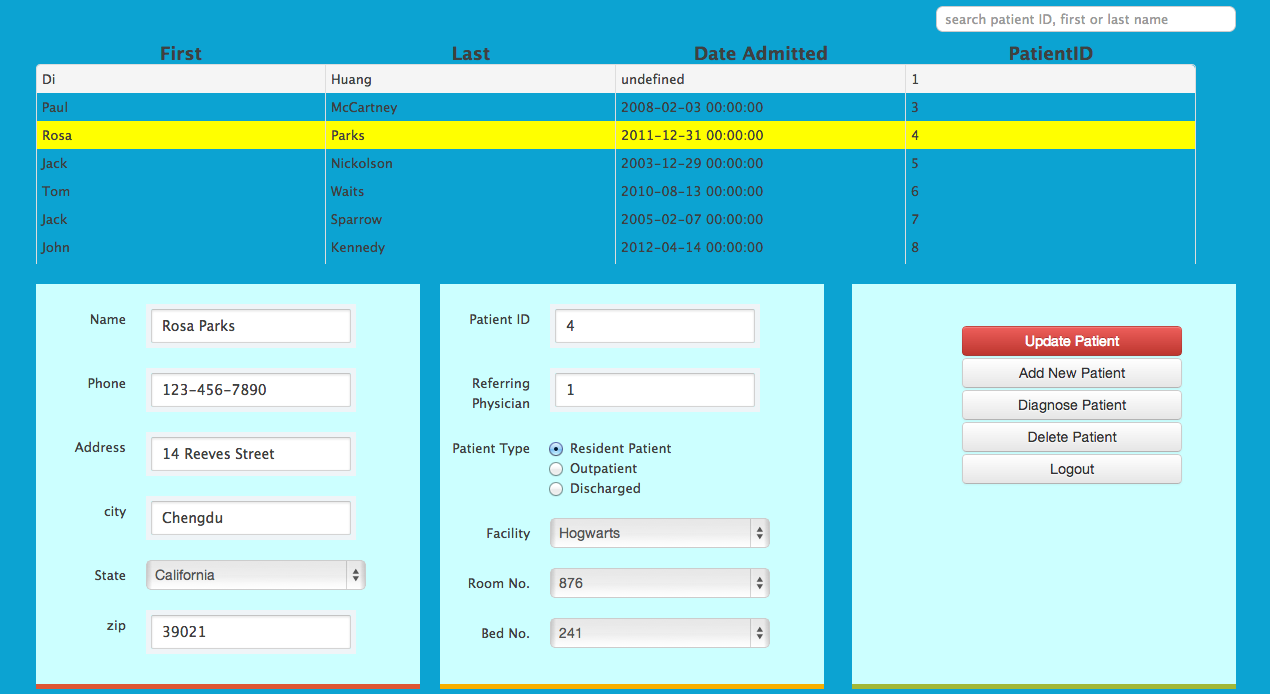 search patient ID, first or last name
First Last Date Admitted PatientID
Di Huang undefined 1
Paul McCartney 2008-02-03 00:00:00 3
Rosa Parks 2011-12-31 00:00:00 4
Jack Nickolson 2003-12-29 00:00:00 5
Tom Waits 2010-08-13 00:00:00 6
Jack Sparrow 2005-02-07 00:00:00 7
John Kennedy 2012-04-14 00:00:00 8
Name Rosa Parks
Phone 123-456-7890
Address 14 Reeves Street
city Chengdu
State California
zip 39021
Patient ID 4
Referring
Physician 1
Patient Type Resident Patient
Outpatient
Discharged
Facility Hogwarts
Room No. 876
Bed No. 241
Update Patient
Add New Patient
Diagnose Patient
Delete Patient
Logout